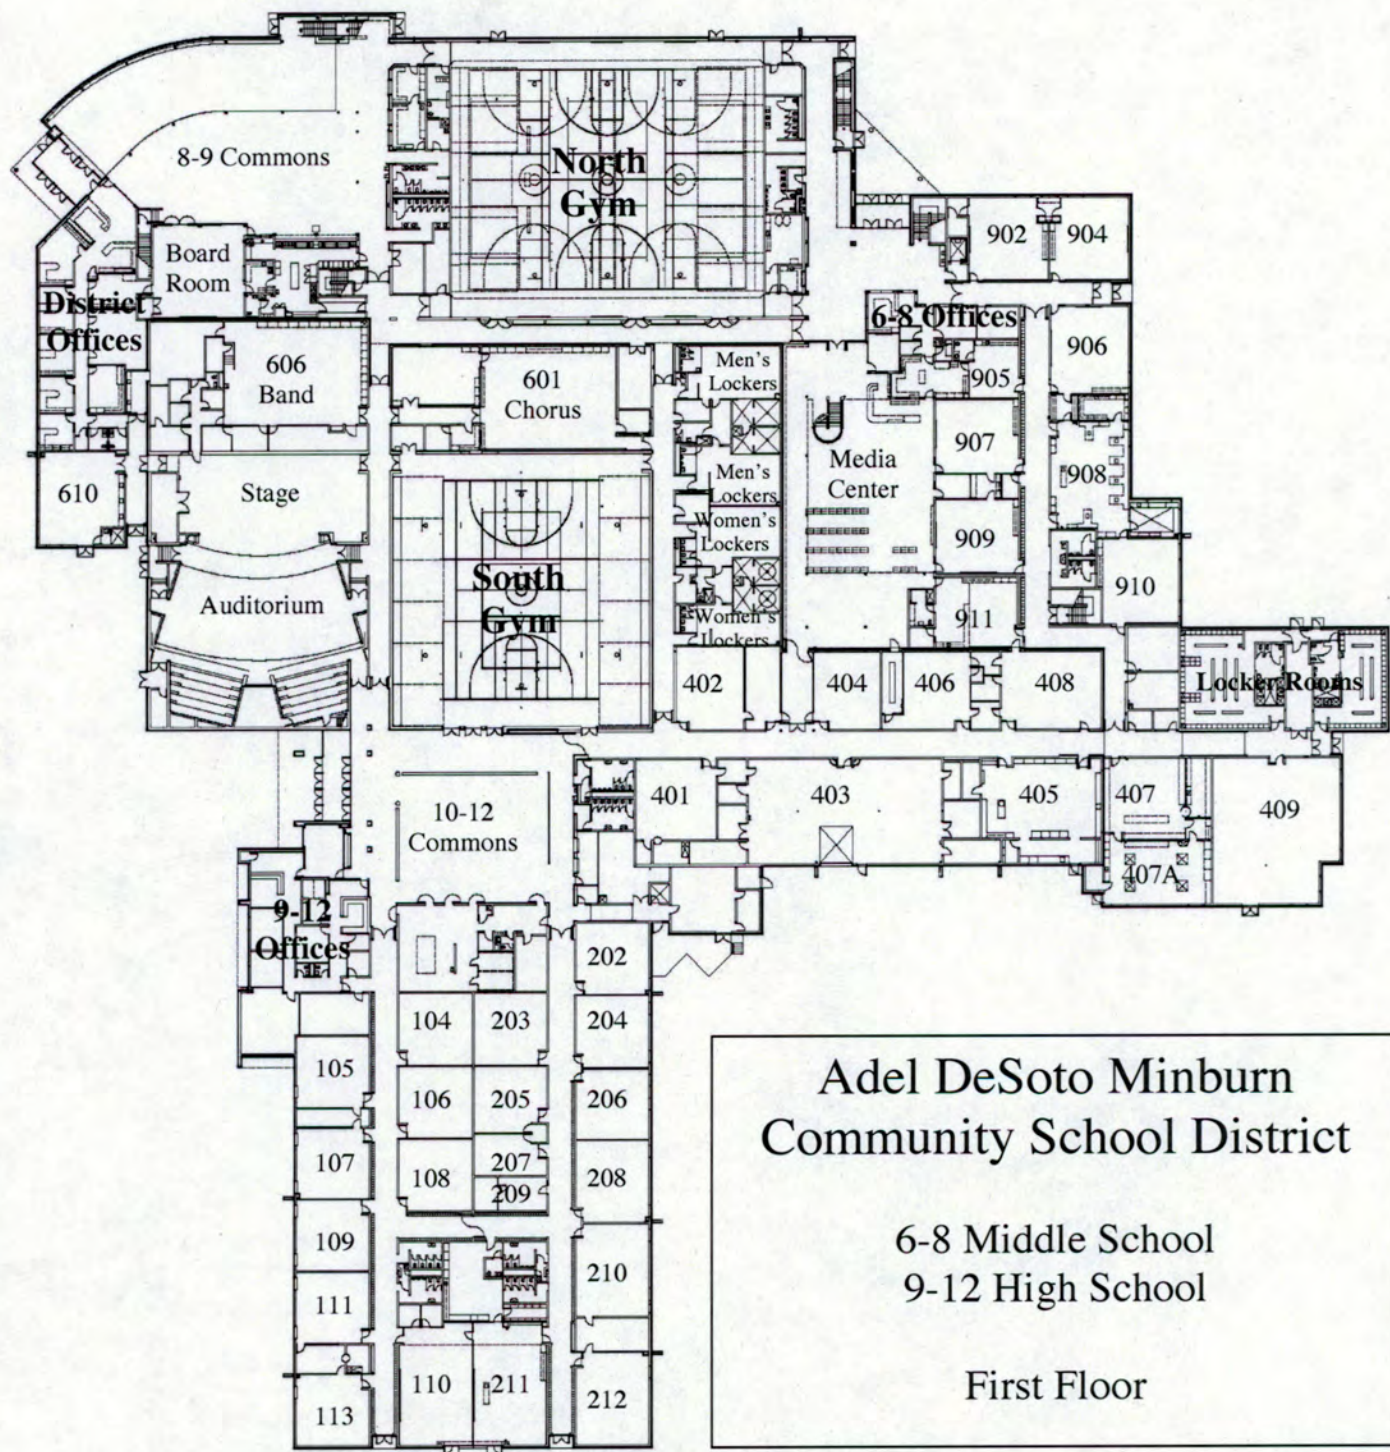 8-9 Commons
North
Gym
Board
Room
902
904
District
Offices
6-8 Offices
906
606
Band
601
Chorus
Men's
Lockers
905
907
Media
Center
908
610
Stage
Men's
Lockers
Women's
Lockers
909
South
Gym
Auditorium
910
911
Women's
Lockers
402
404
406
408
Locker Rooms
10-12
Commons
401
403
405
407
409
407A
9-12
Offices
202
104
203
204
105
106
205
206
107
108
207
208
209
109
210
111
110
211
212
113
Adel DeSoto Minburn
Community School District
6-8 Middle School
9-12 High School
First Floor